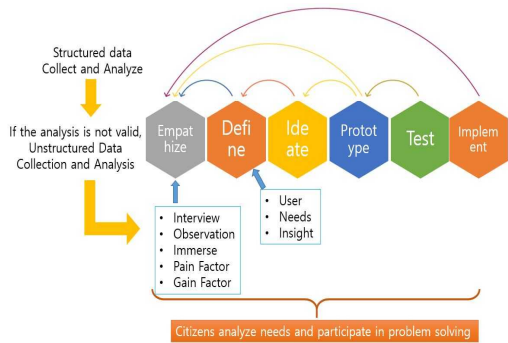 Structured data
Collect and Analyze
If the analysis is not valid,
Unstructured Data
Collection and Analysis
Empat
hize
Defi
ne
Ide
ate
Protot
ype
Test
Implem
ent
• Interview
• Observation
• Immerse
• Pain Factor
• Gain Factor
• User
• Needs
• Insight
Citizens analyze needs and participate in problem solving